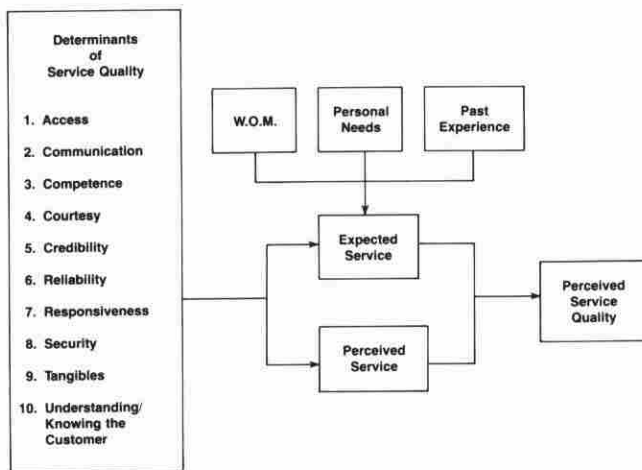 Determinants
of
Service Quality
1. Access
2. Communication
3. Competence
4. Courtesy
5. Credibility
6. Reliability
7. Responsiveness
8. Security
9. Tangibles
10. Understanding/
Knowing the
Customer
W.O.M.
Personal
Needs
Past
Experience
Expected
Service
Perceived
Service
Quality
Perceived Service